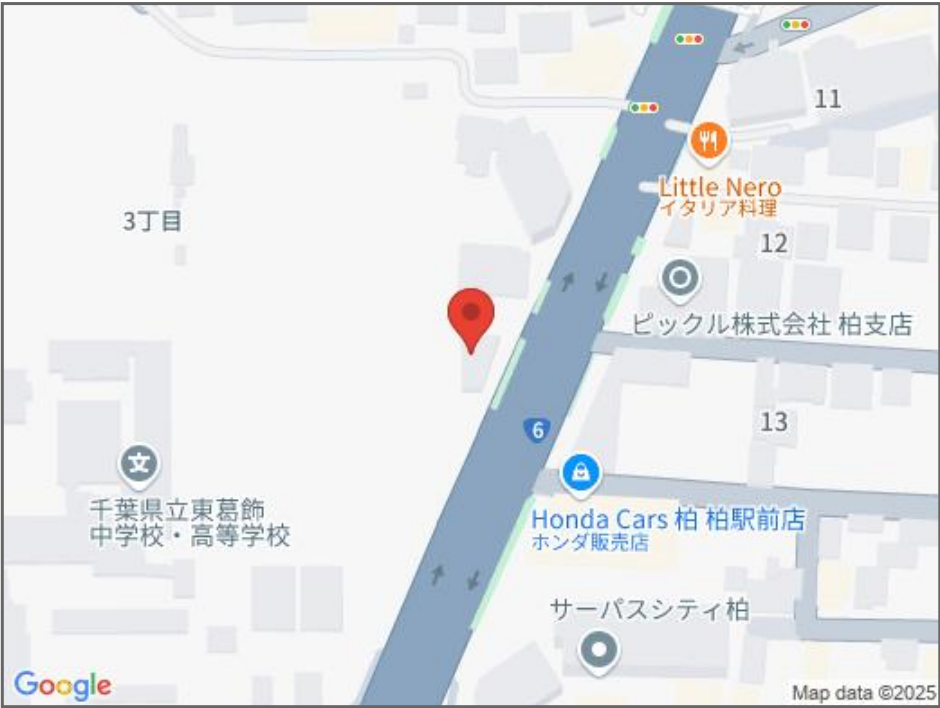 11
Little Nero
イタリア料理
3丁目
12
ピックル株式会社 柏支店
13
6
千葉県立東葛飾
中学校・高等学校
文
Honda Cars 柏 柏駅前店
ホンダ販売店
サーパスシティ柏
Google
Map data ©2025